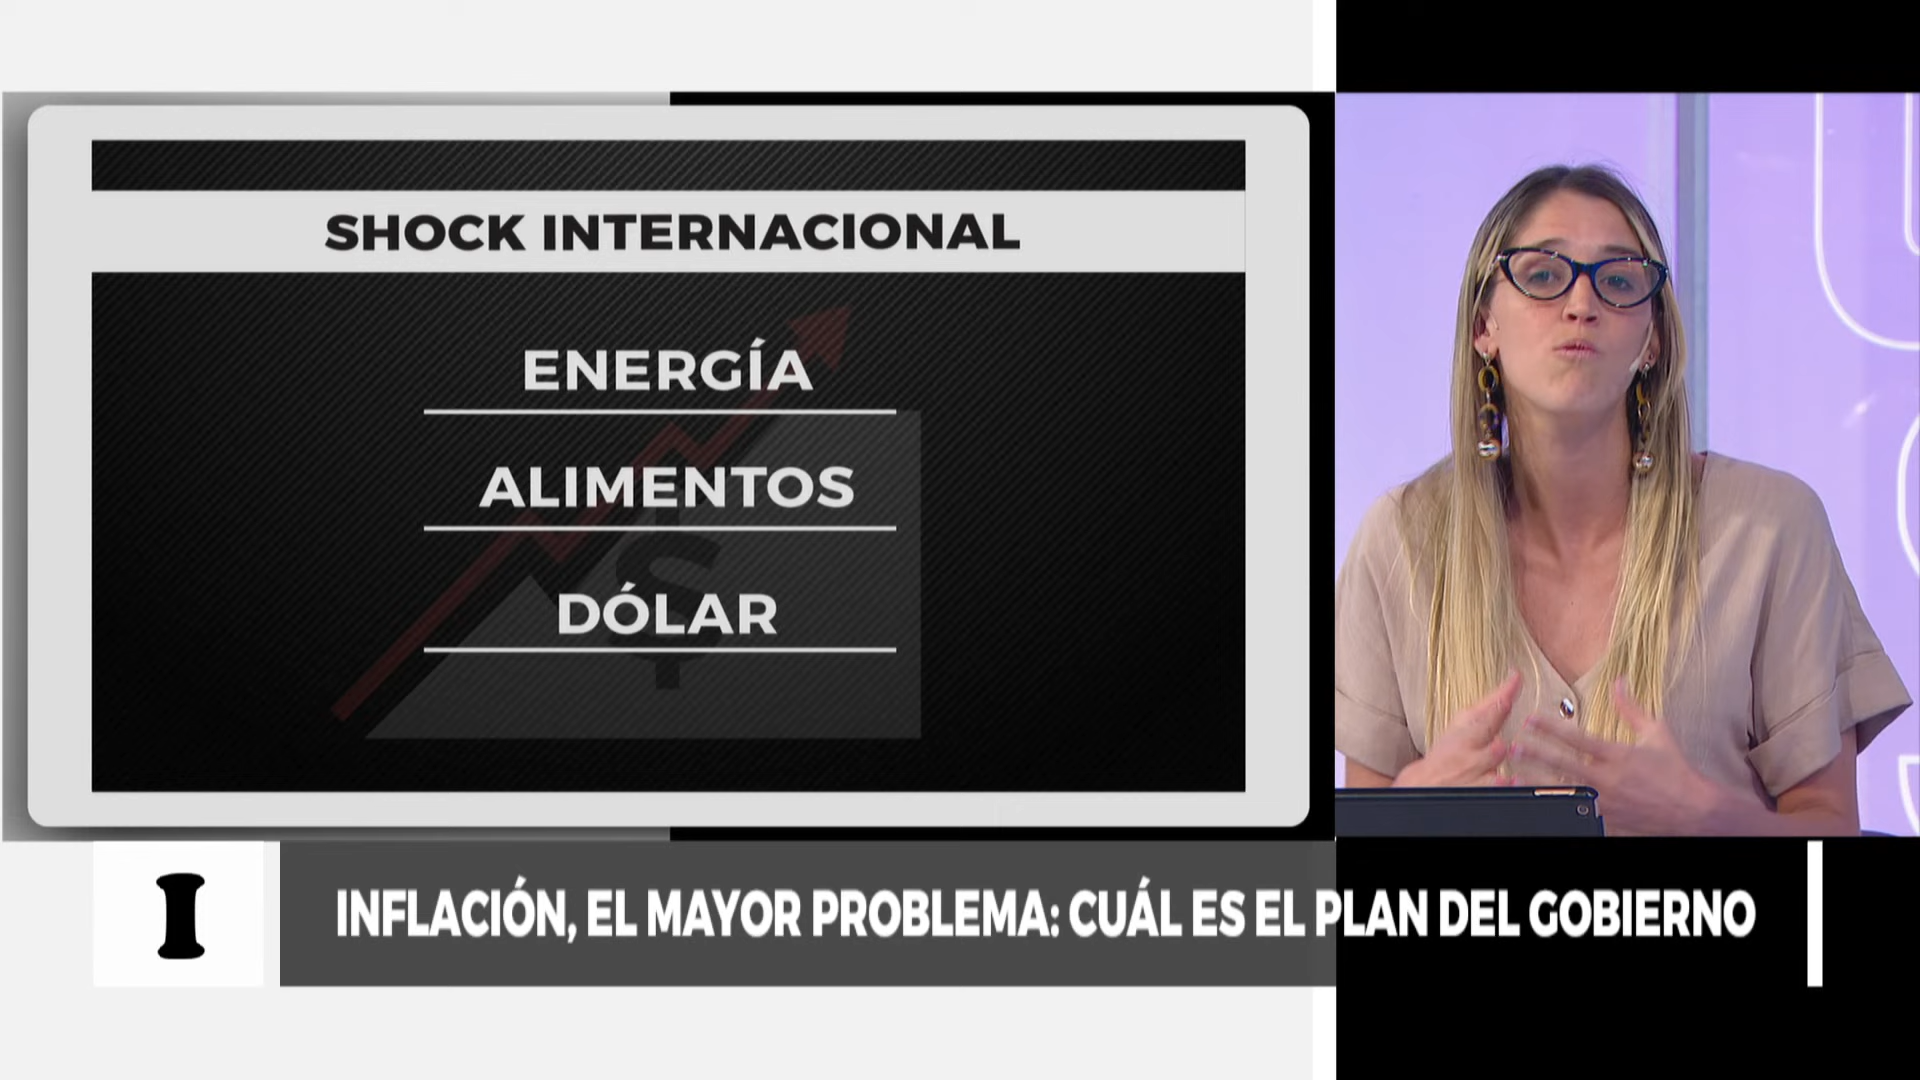 SHOCK INTERNACIONAL
ENERGÍA
ALIMENTOS
$
DÓLAR
I INFLACIÓN, EL MAYOR PROBLEMA: CUÁL ES EL PLAN DEL GOBIERNO